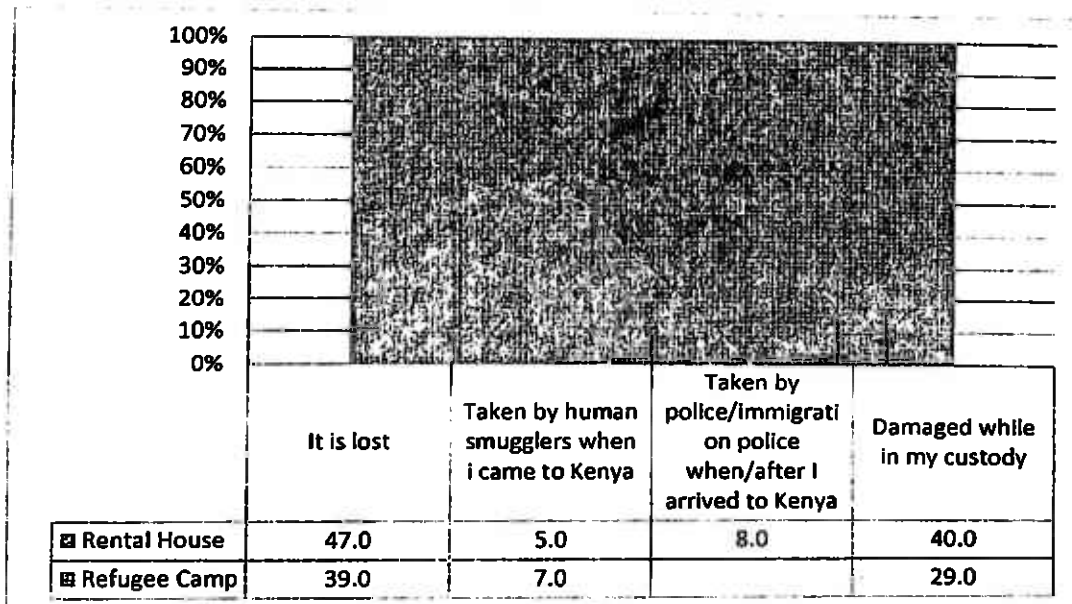 100%
90%
80%
70%
60%
50%
40%
30%
20%
10%
0%
It is lost
Taken by human
smugglers when
i came to Kenya
Taken by
police/immigrati
on police
when/after I
arrived to Kenya
Damaged while
in my custody
Rental House 47.0 5.0 8.0 40.0
Refugee Camp 39.0 7.0 29.0